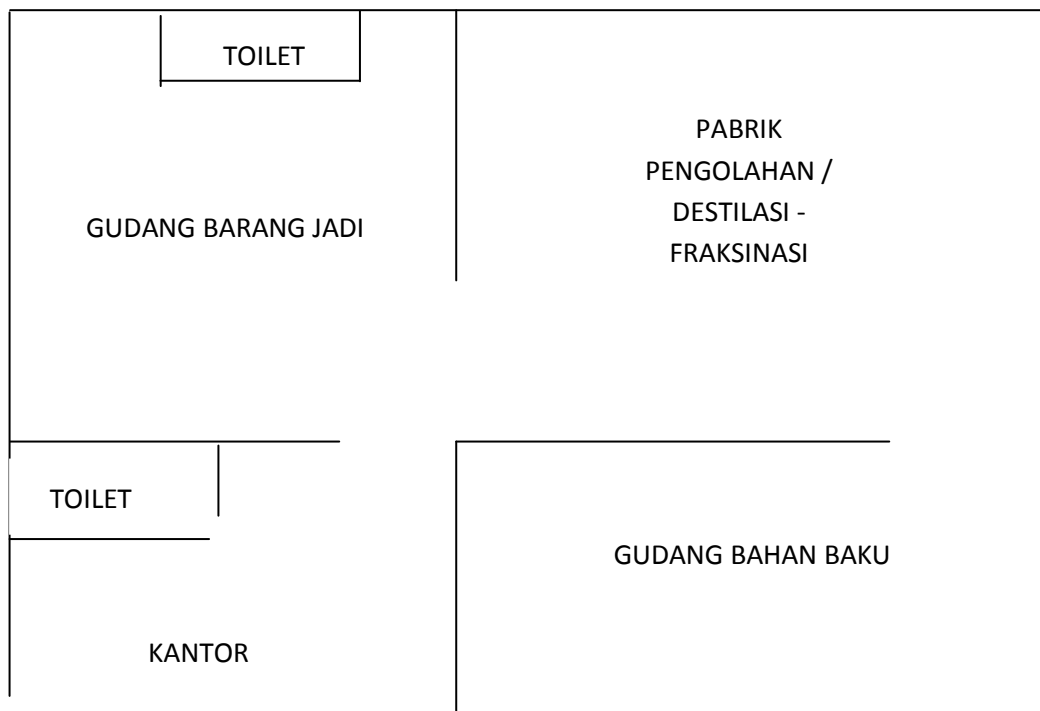 TOILET
PABRIK
PENGOLAHAN /
DESTILASI -
FRAKSINASI
GUDANG BARANG JADI
TOILET
GUDANG BAHAN BAKU
KANTOR